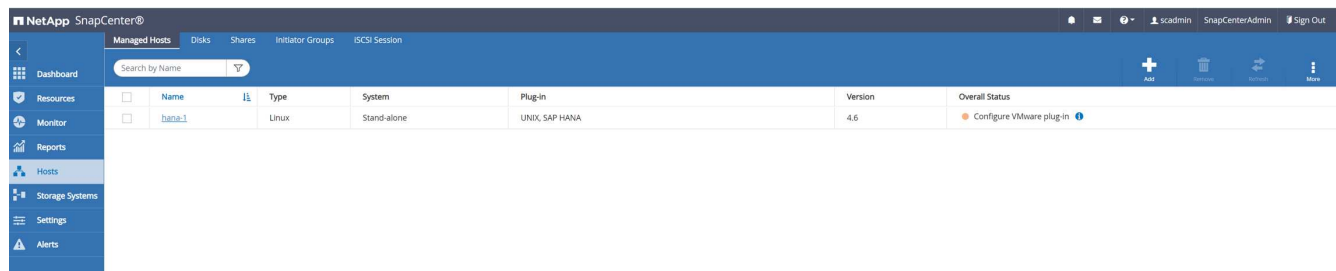 NetApp SnapCenter®
scadmin SnapCenterAdmin Sign Out
Managed Hosts Disks Shares Initiator Groups iSCSI Session
Search by Name
Add Remove Refresh More
Dashboard
Resources
Monitor
Reports
Hosts
Storage Systems
Settings
Alerts
Name Type System Plug-in Version Overall Status
hana-1 Linux Stand-alone UNIX, SAP HANA 4.6 Configure VMware plug-in